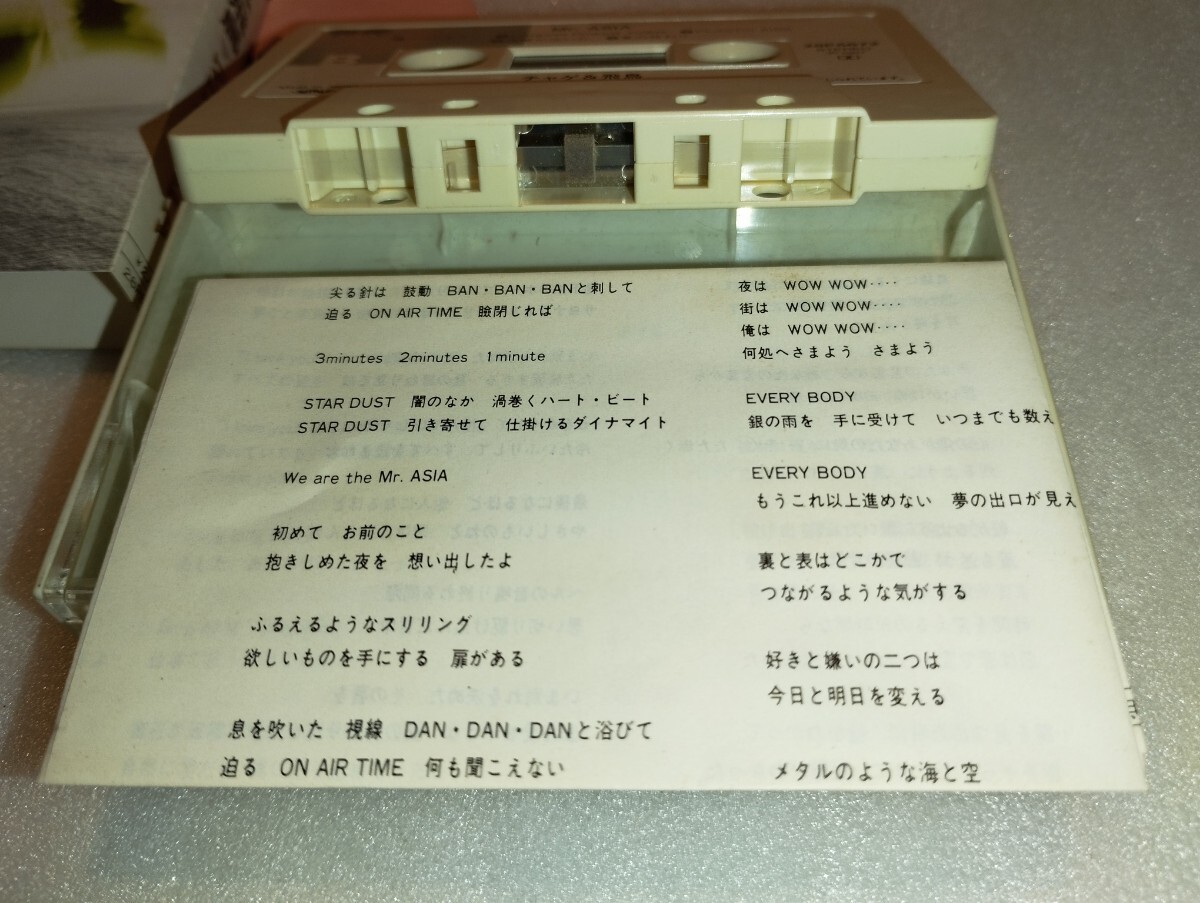 チャゲ&飛鳥
尖る針は　鼓動　BAN・BAN・BANと刺して
迫る　ON AIR TIME　瞼閉じれば
3minutes　2minutes　1minute
STAR DUST　闇のなか　渦巻くハート・ビート
STAR DUST　引き寄せて　仕掛けるダイナマイト
We are the Mr. ASIA
初めて　お前のこと
抱きしめた夜を　想い出したよ
ふるえるようなスリリング
欲しいものを手にする　扉がある
息を吹いた　視線　DAN・DAN・DANと浴びて
迫る　ON AIR TIME　何も聞こえない
夜は　WOW WOW‥‥
街は　WOW WOW‥‥
俺は　WOW WOW‥‥
何処へさまよう　さまよう
EVERY BODY
銀の雨を　手に受けて　いつまでも数え
EVERY BODY
もうこれ以上進めない　夢の出口が見え
裏と表はどこかで
つながるような気がする
好きと嫌いの二つは
今日と明日を変える
メタルのような海と空